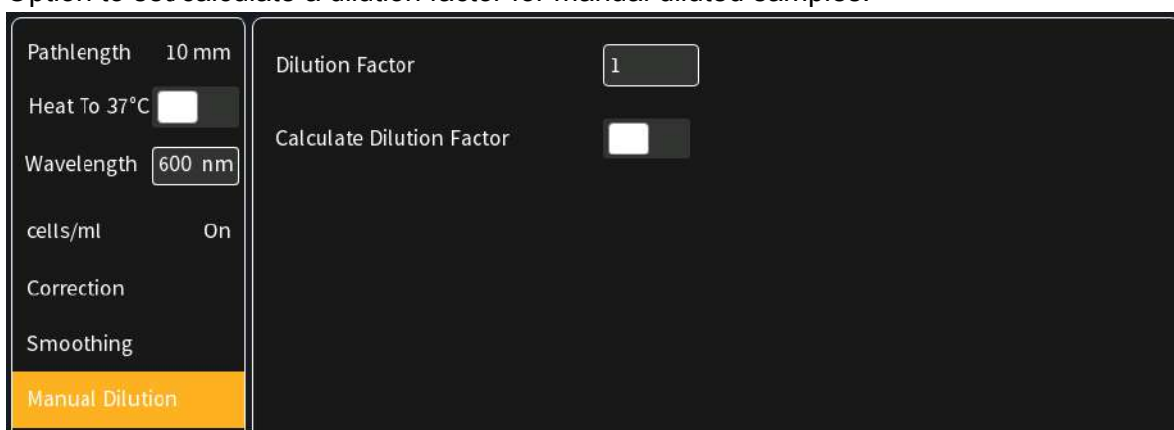 Option to set/calculate a dilution factor for manual diluted samples.
Pathlength 10 mm
Heat To 37°C
Wavelength 600 nm
cells/ml On
Correction
Smoothing
Manual Dilution
Dilution Factor 1
Calculate Dilution Factor